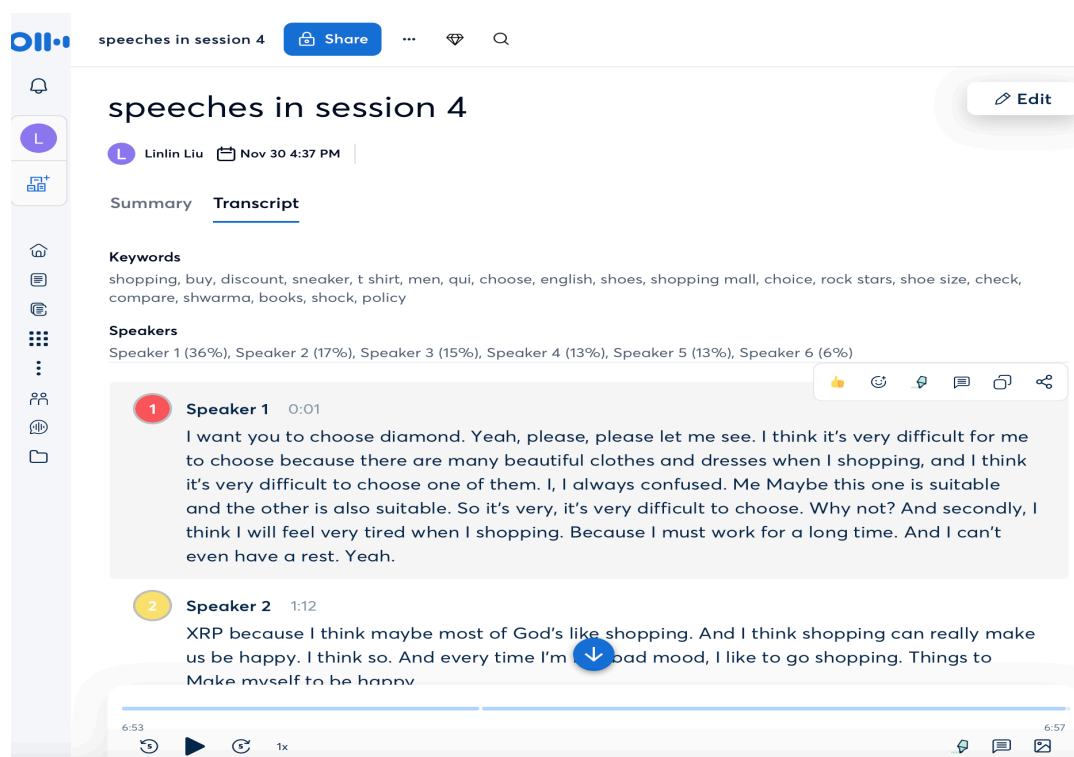 speeches in session 4
Share
speeches in session 4
Edit
L
L
Linlin Liu
Nov 30 4:37 PM
Summary
Transcript
Keywords
shopping, buy, discount, sneaker, t shirt, men, qui, choose, english, shoes, shopping mall, choice, rock stars, shoe size, check,
compare, shwarma, books, shock, policy
Speakers
Speaker 1 (36%), Speaker 2 (17%), Speaker 3 (15%), Speaker 4 (13%), Speaker 5 (13%), Speaker 6 (6%)
1
Speaker 1 0:01
I want you to choose diamond. Yeah, please, please let me see. I think it's very difficult for me
to choose because there are many beautiful clothes and dresses when I shopping, and I think
it's very difficult to choose one of them. I, I always confused. Me Maybe this one is suitable
and the other is also suitable. So it's very, it's very difficult to choose. Why not? And secondly, I
think I will feel very tired when I shopping. Because I must work for a long time. And I can't
even have a rest. Yeah.
2
Speaker 2 1:12
XRP because I think maybe most of God's like shopping. And I think shopping can really make
us be happy. I think so. And every time I'm bad mood, I like to go shopping. Things to
Make myself to be happy
6:53
6:57
5
5
1x